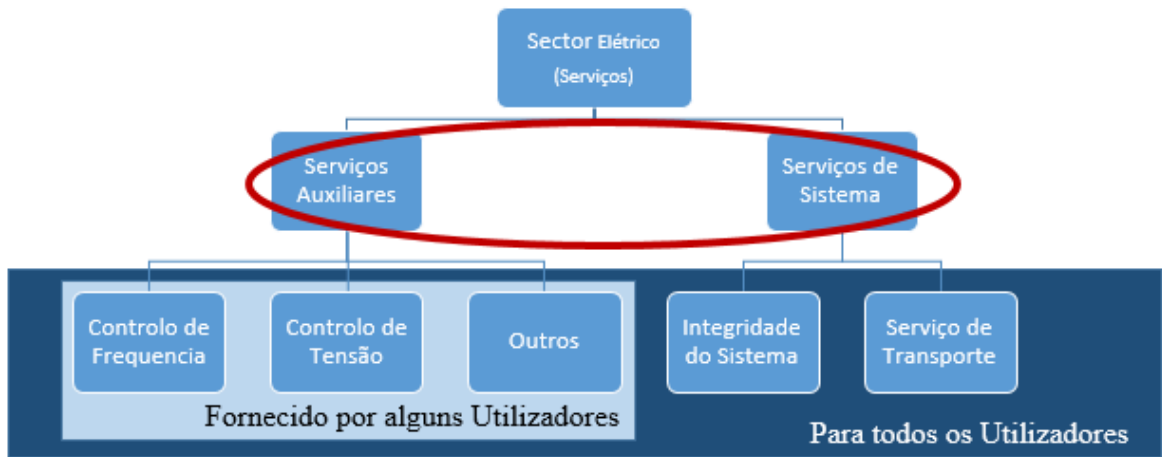 Sector Elétrico
(Serviços)
Serviços
Auxiliares
Serviços de
Sistema
Controlo de
Frequencia
Controlo de
Tensão
Outros
Integridade
do Sistema
Serviço de
Transporte
Fornecido por alguns Utilizadores
Para todos os Utilizadores